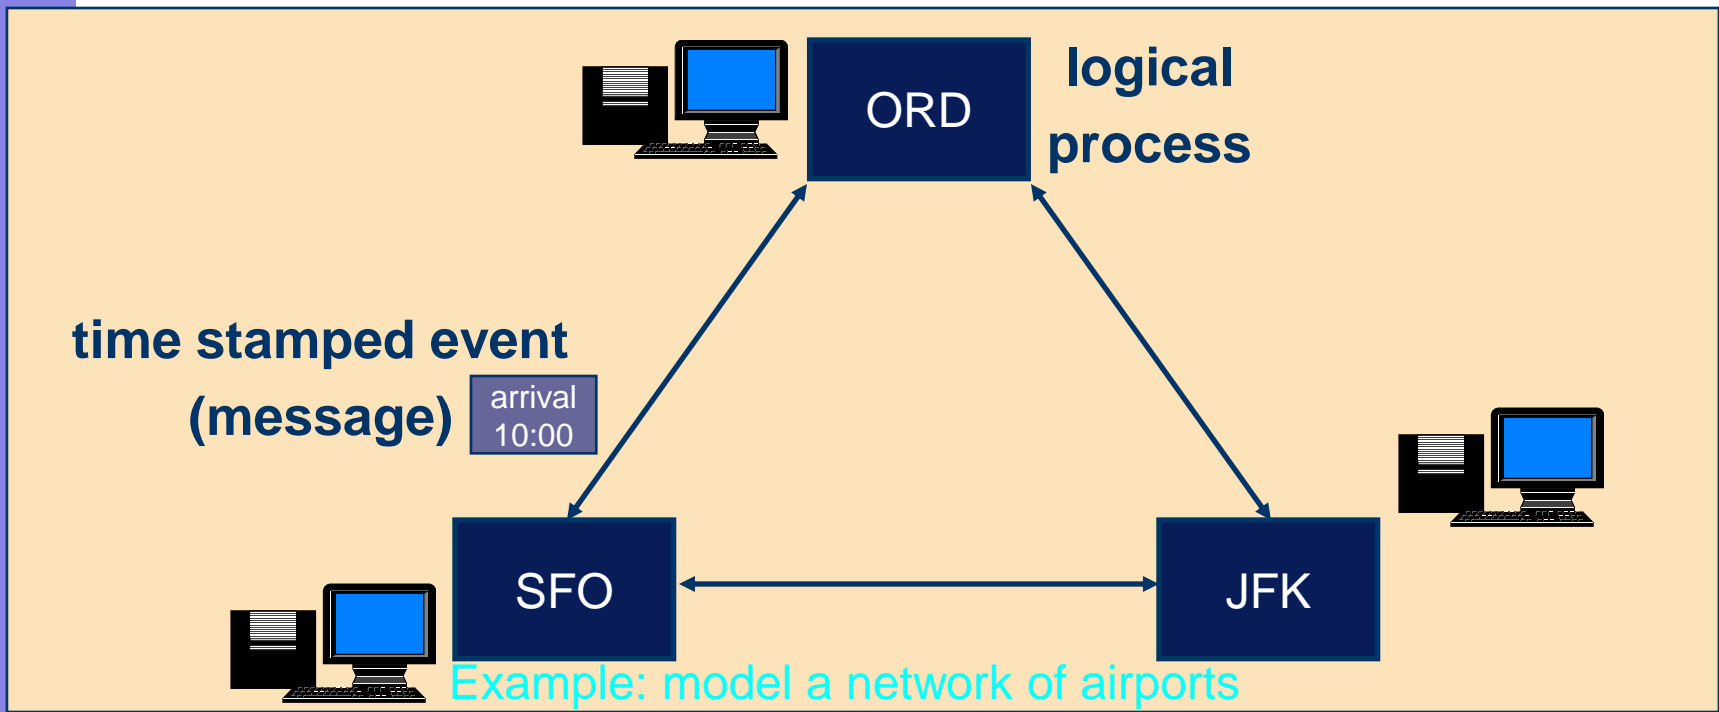 ORD
logical
process
time stamped event
(message)
arrival
10:00
SFO
JFK
Example: model a network of airports